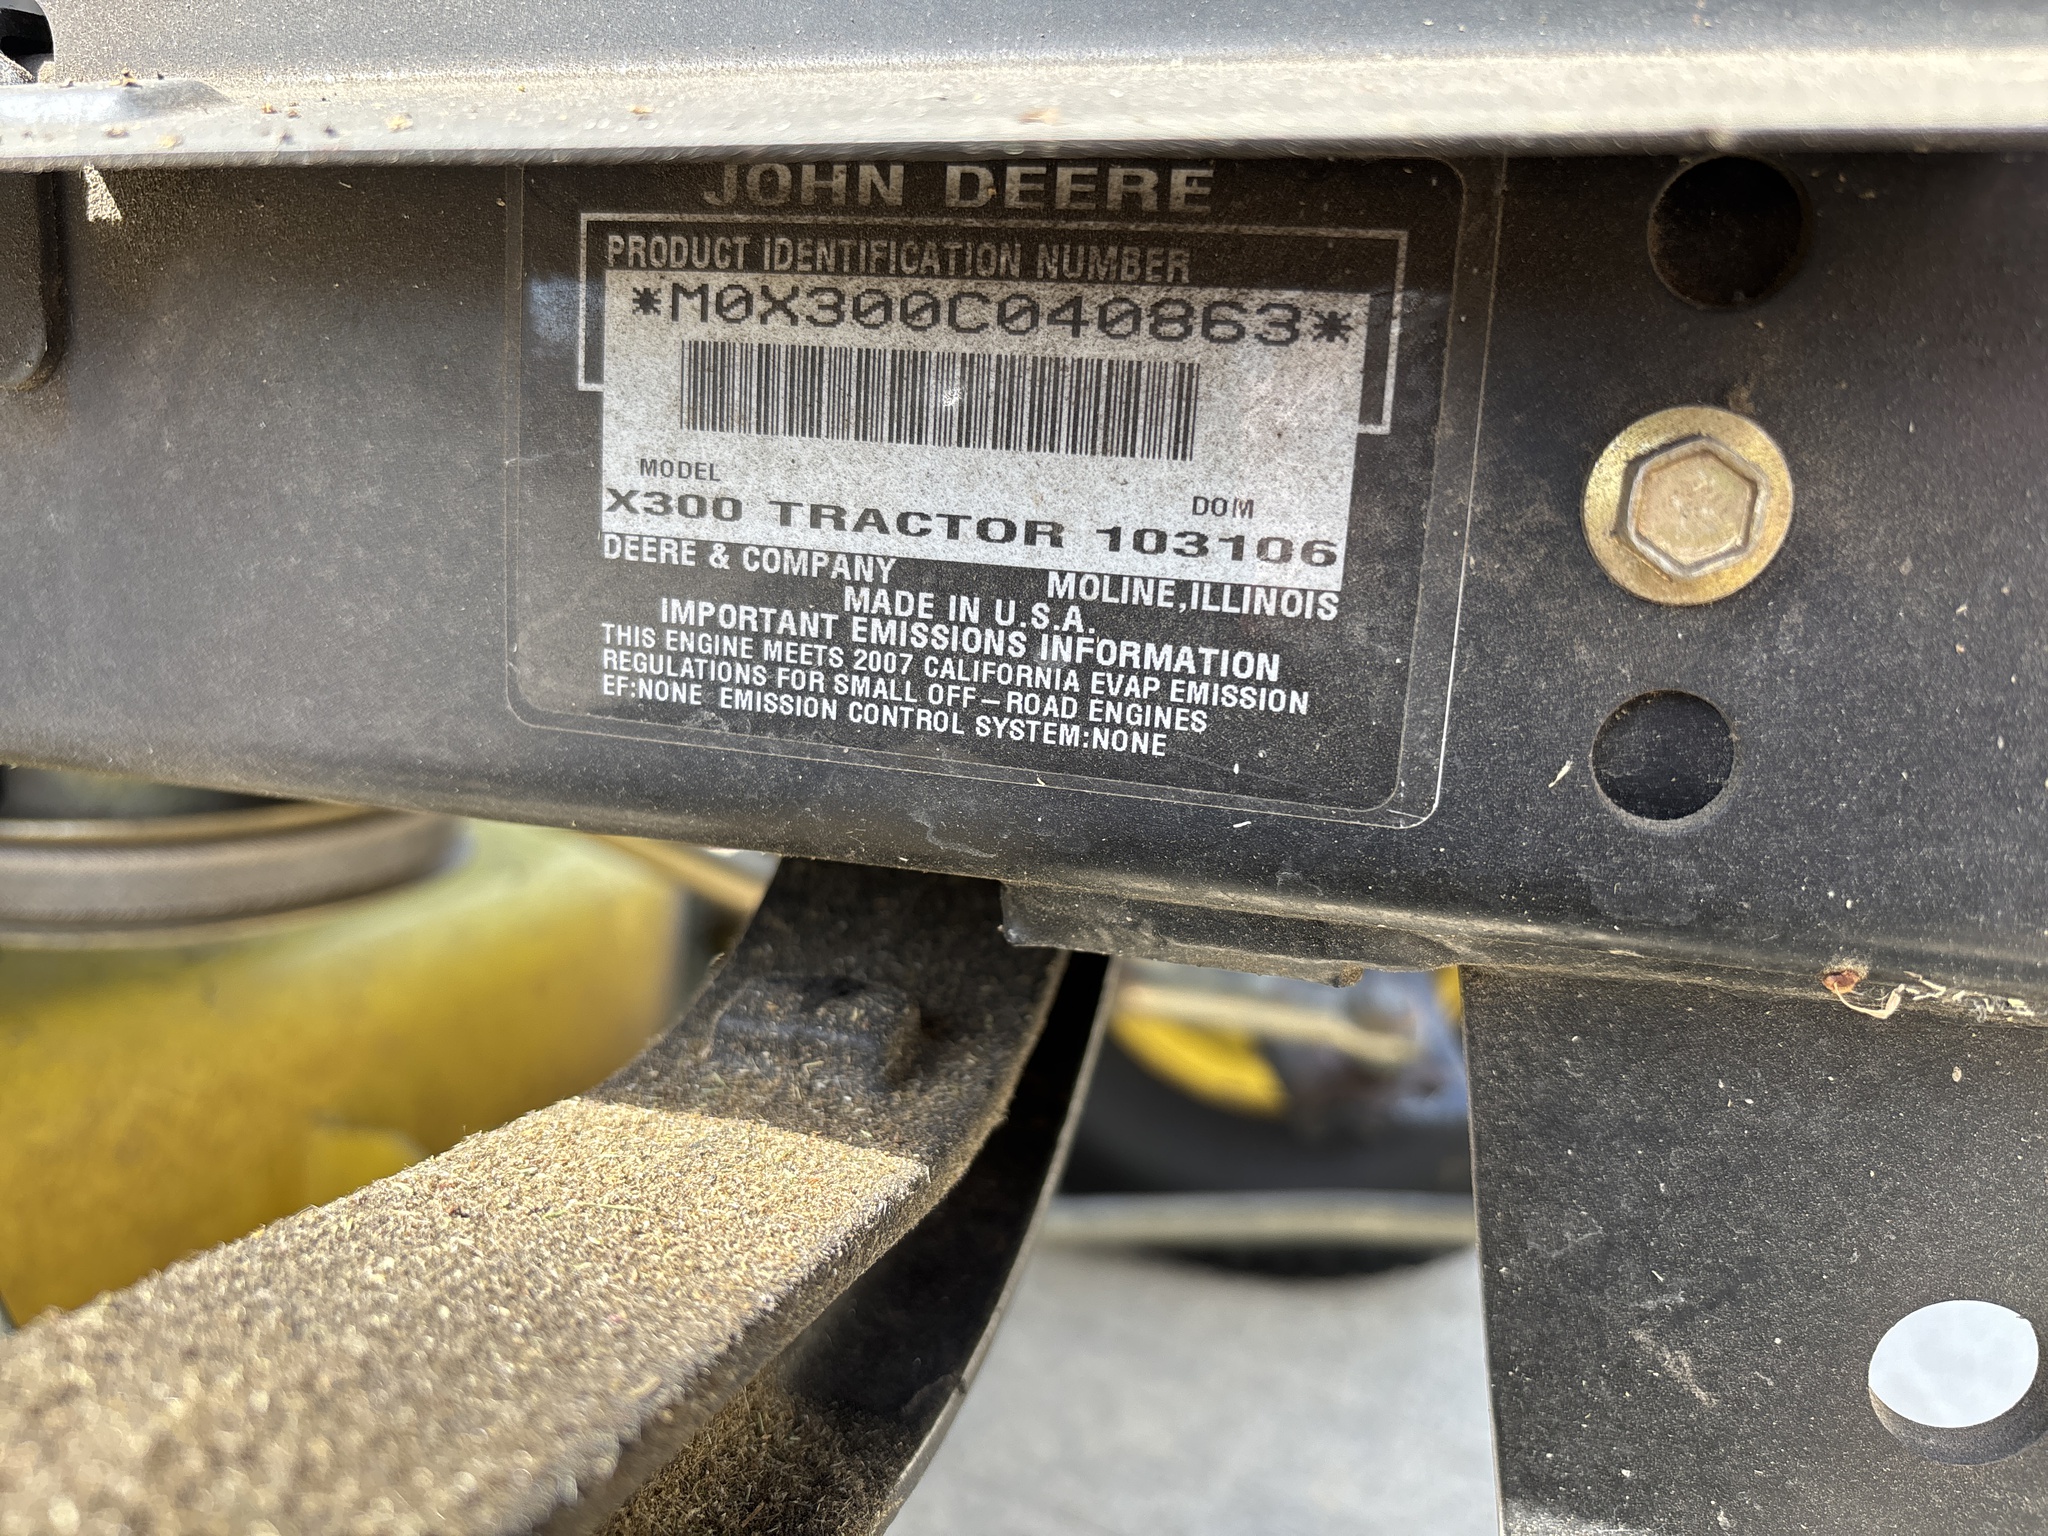 JOHN DEERE
PRODUCT IDENTIFICATION NUMBER
*M0X300C040863*
MODEL
DOM
X300 TRACTOR 103106
DEERE & COMPANY
MOLINE,ILLINOIS
MADE IN U.S.A.
IMPORTANT EMISSIONS INFORMATION
THIS ENGINE MEETS 2007 CALIFORNIA EVAP EMISSION
REGULATIONS FOR SMALL OFF-ROAD ENGINES
EF:NONE EMISSION CONTROL SYSTEM:NONE